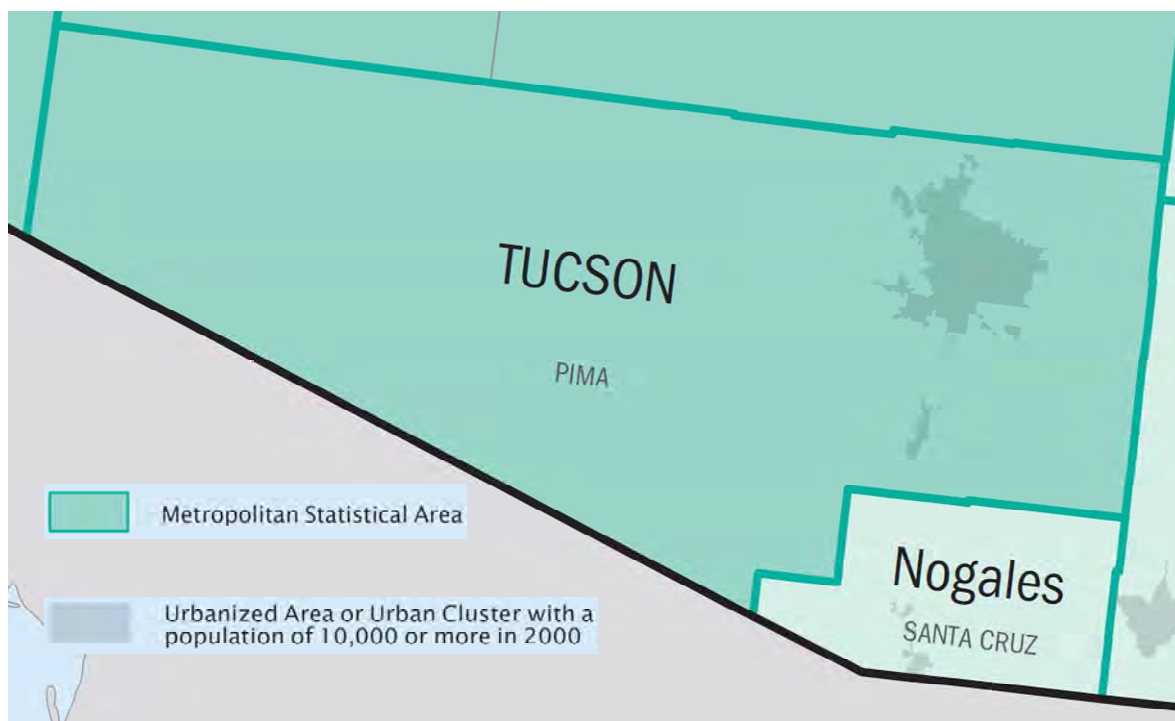 TUCSON
PIMA
Metropolitan Statistical Area
Nogales
Urbanized Area or Urban Cluster with a
population of 10,000 or more in 2000
SANTA CRUZ